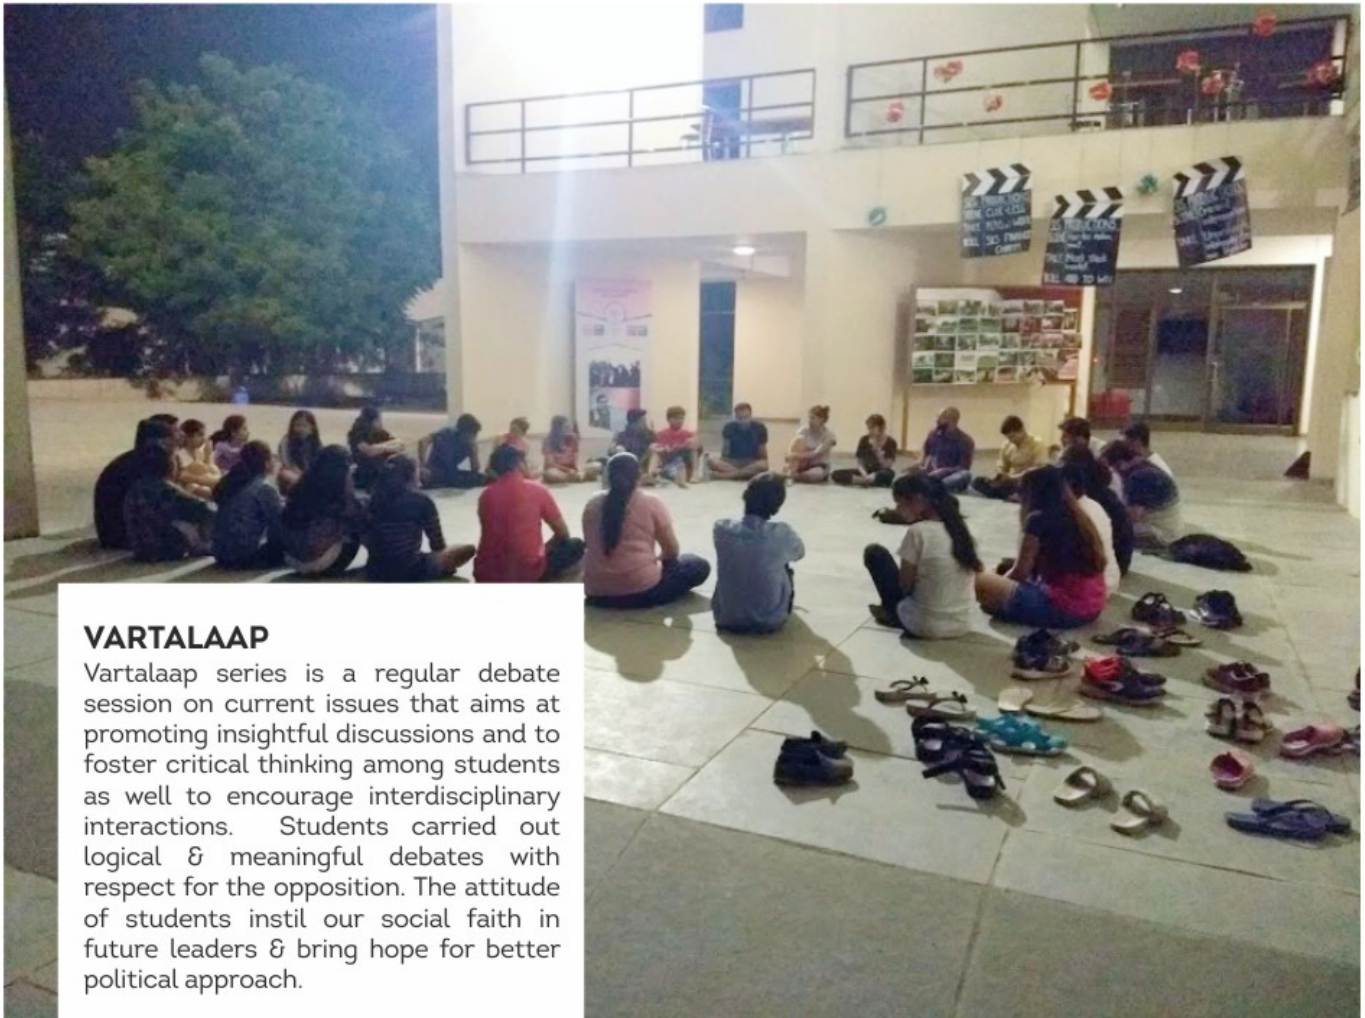 PRODUCTIONS
VARTALAAP
Vartalaap series is a regular debate
session on current issues that aims at
promoting insightful discussions and to
foster critical thinking among students
as well to encourage interdisciplinary
interactions. Students carried out
logical & meaningful debates with
respect for the opposition. The attitude
of students instil our social faith in
future leaders & bring hope for better
political approach.